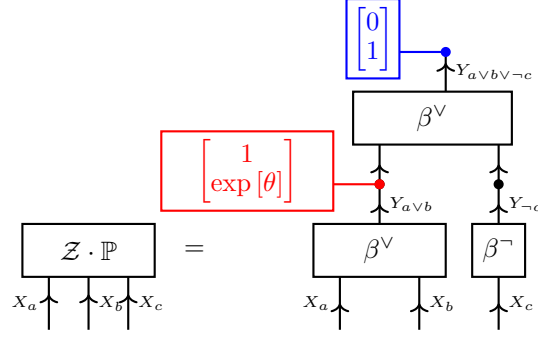 0
1
Y_{a∨b∨¬c}
β^∨
1
exp [θ]
Y_{a∨b}
Y_{¬c}
𝒵 · ℙ
=
β^∨
β^¬
X_a
X_b
X_c
X_a
X_b
X_c